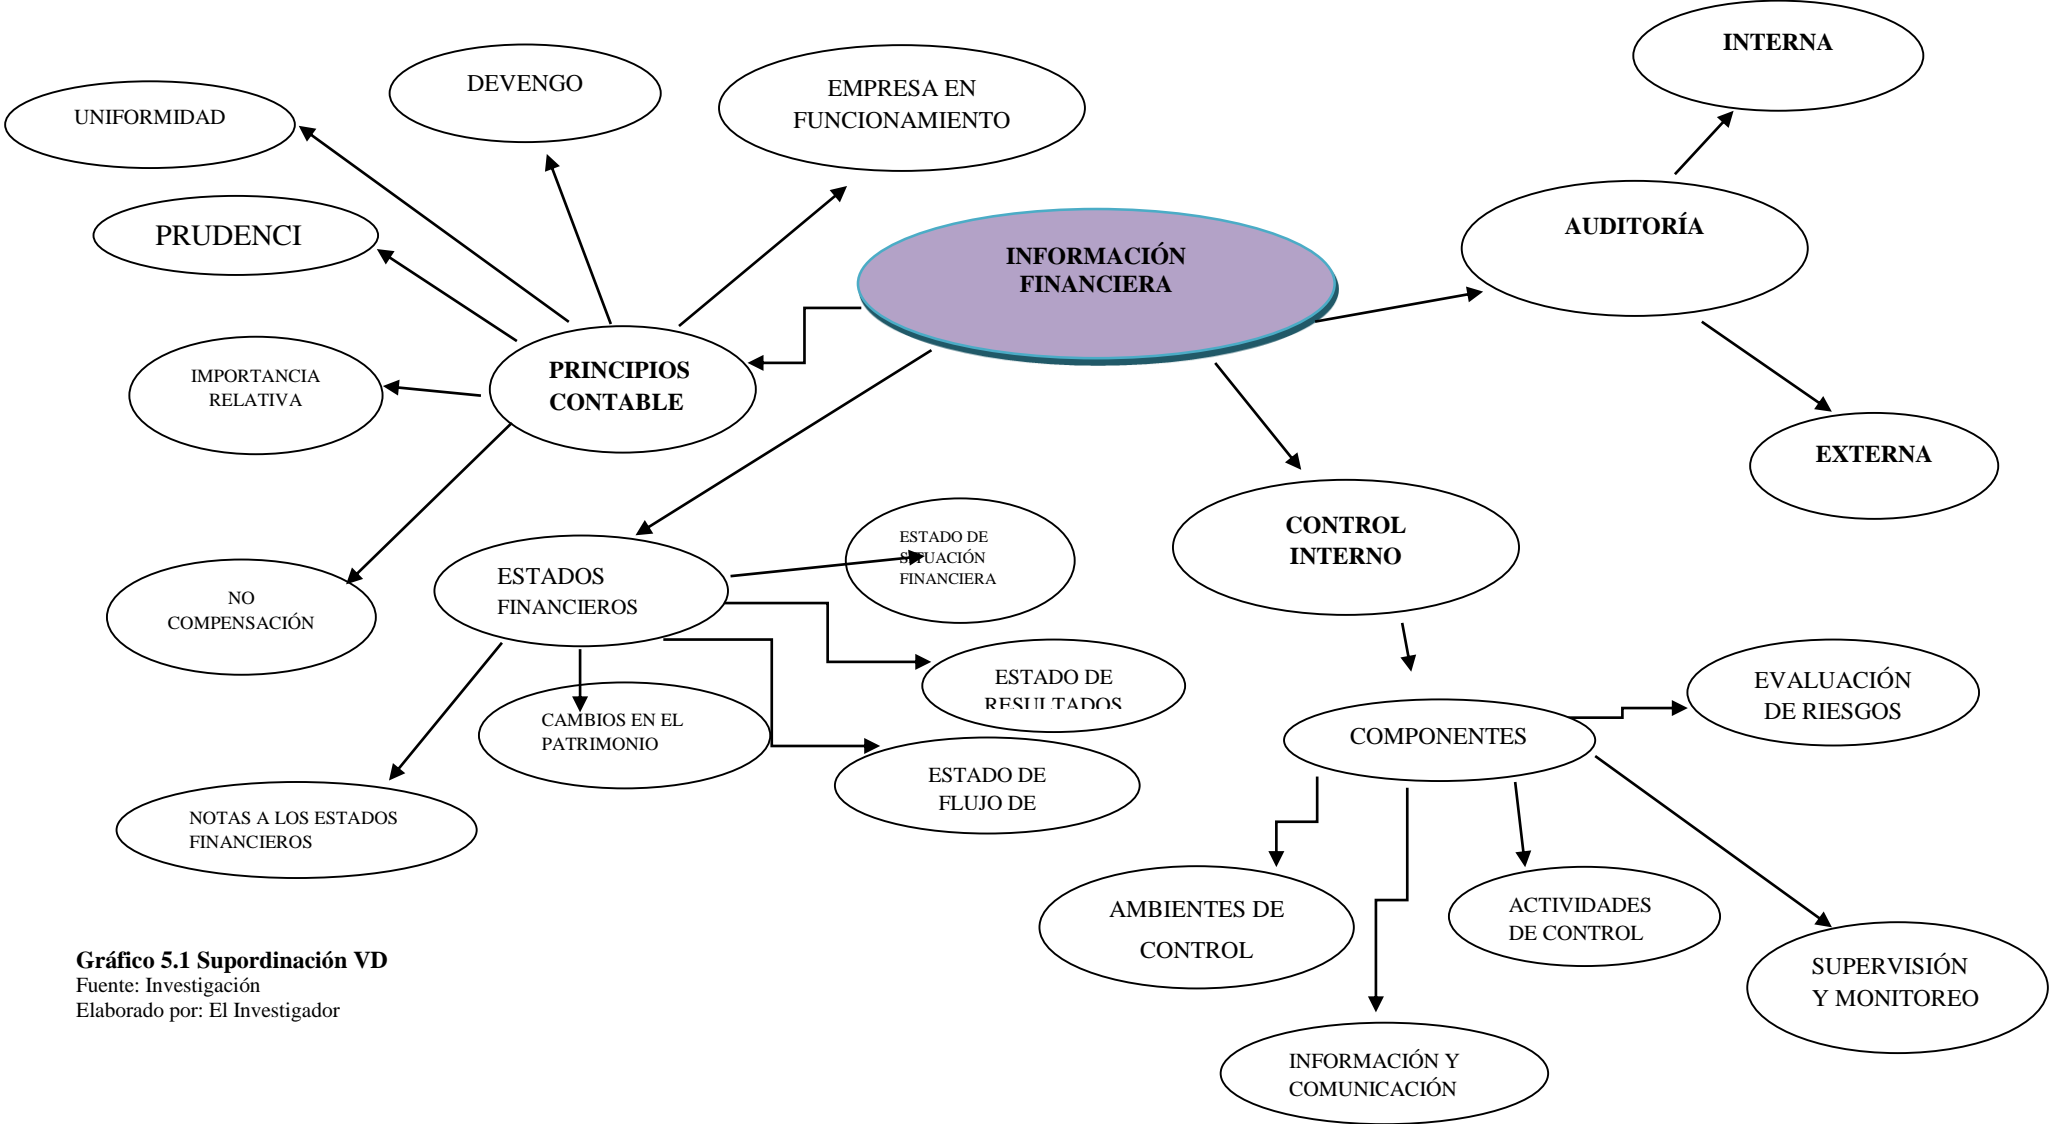 INTERNA
DEVENGO
EMPRESA EN
FUNCIONAMIENTO
UNIFORMIDAD
PRUDENCI
AUDITORÍA
INFORMACIÓN
FINANCIERA
IMPORTANCIA
RELATIVA
PRINCIPIOS
CONTABLE
EXTERNA
CONTROL
INTERNO
ESTADO DE
SITUACIÓN
FINANCIERA
ESTADOS
FINANCIEROS
NO
COMPENSACIÓN
ESTADO DE
RESULTADOS
EVALUACIÓN
DE RIESGOS
CAMBIOS EN EL
PATRIMONIO
COMPONENTES
ESTADO DE
FLUJO DE
NOTAS A LOS ESTADOS
FINANCIEROS
AMBIENTES DE
CONTROL
ACTIVIDADES
DE CONTROL
SUPERVISIÓN
Y MONITOREO
INFORMACIÓN Y
COMUNICACIÓN
Gráfico 5.1 Supordinación VD
Fuente: Investigación
Elaborado por: El Investigador